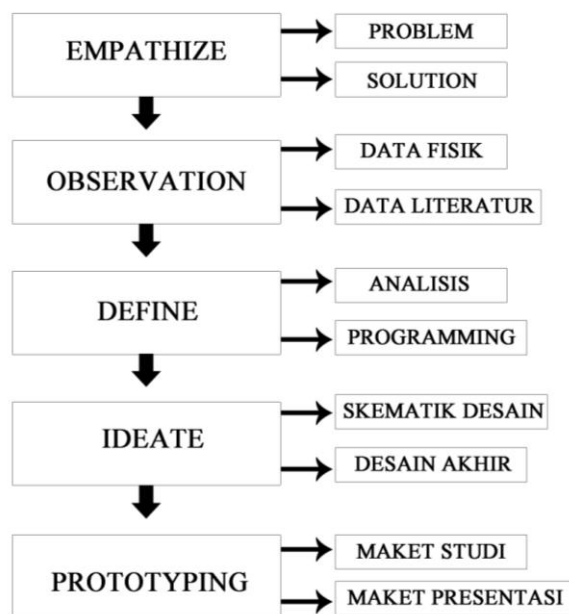 EMPATHIZE
PROBLEM
SOLUTION
OBSERVATION
DATA FISIK
DATA LITERATUR
DEFINE
ANALISIS
PROGRAMMING
IDEATE
SKEMATIK DESAIN
DESAIN AKHIR
PROTOTYPING
MAKET STUDI
MAKET PRESENTASI